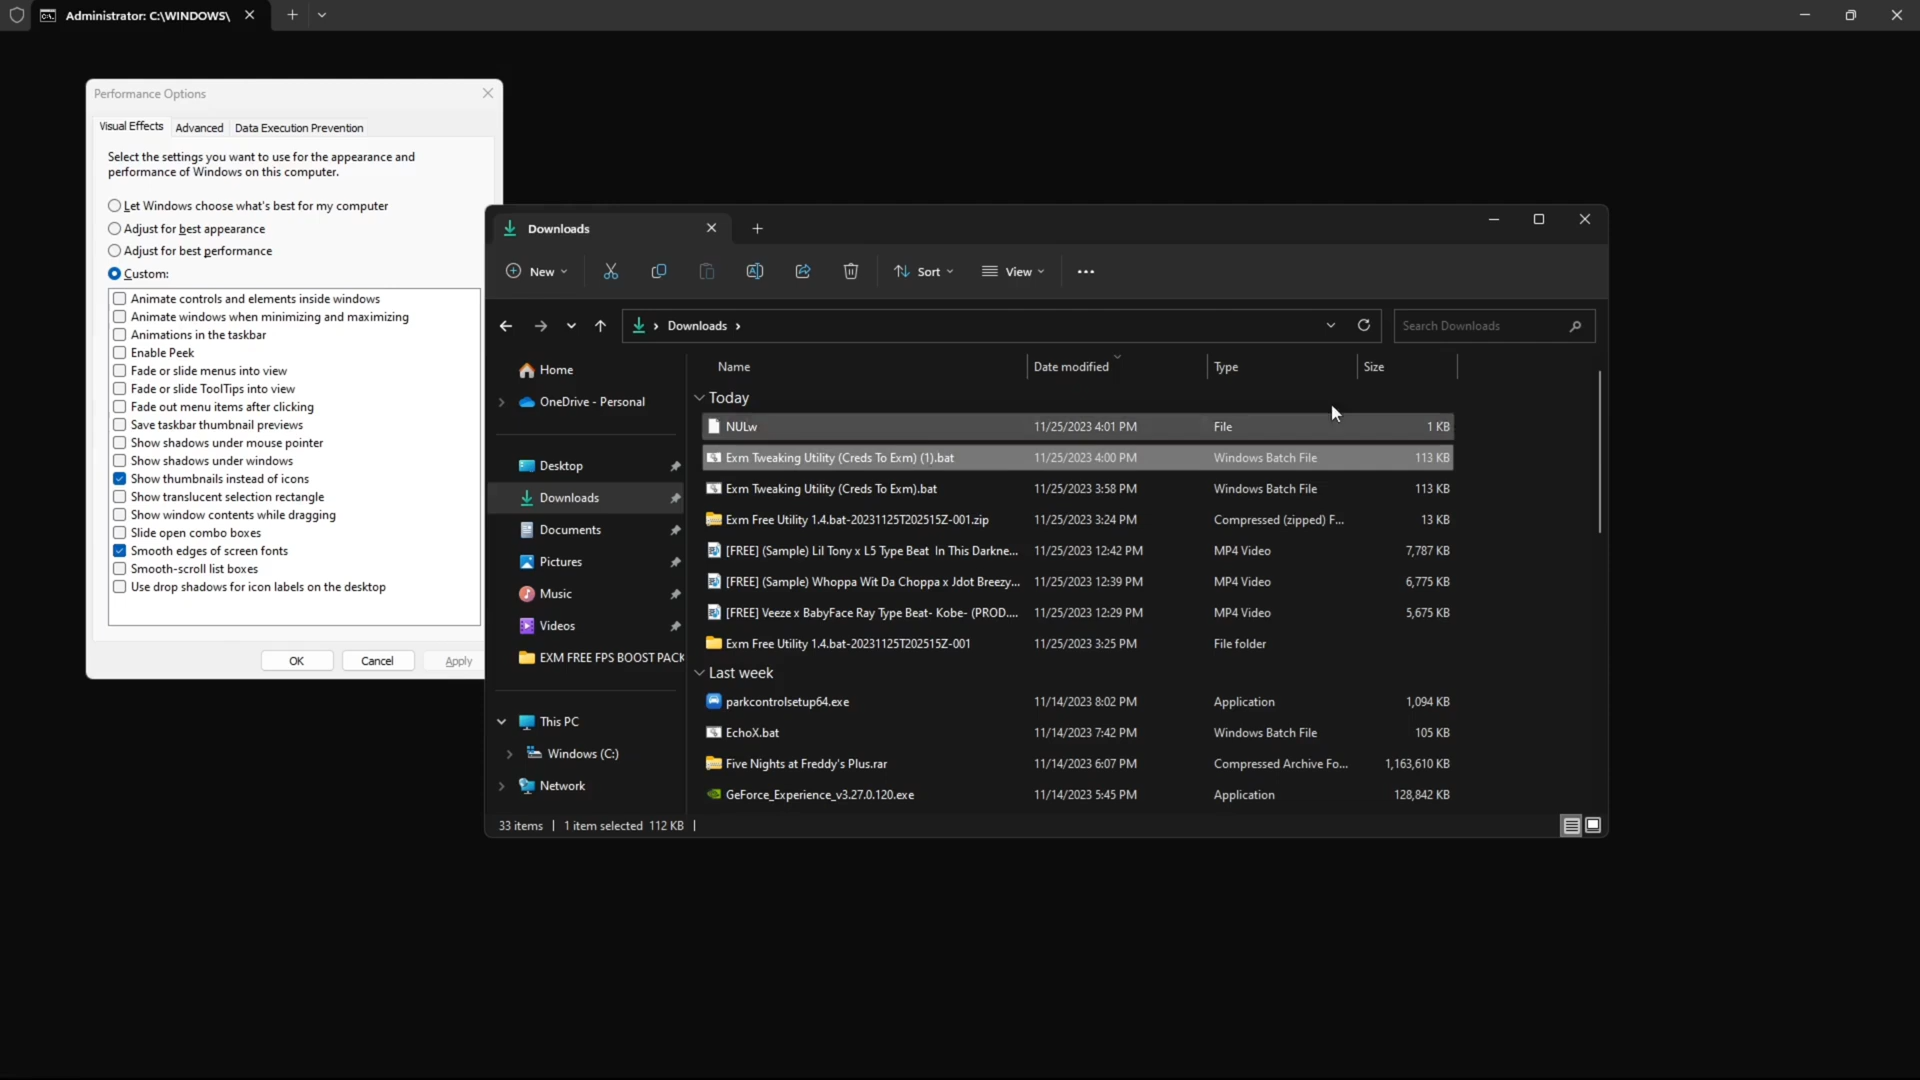 Administrator: C:\WINDOWS\
Performance Options
Visual Effects Advanced Data Execution Prevention
Select the settings you want to use for the appearance and
performance of Windows on this computer.
Let Windows choose what's best for my computer
Adjust for best appearance
Adjust for best performance
Custom:
Animate controls and elements inside windows
Animate windows when minimizing and maximizing
Animations in the taskbar
Enable Peek
Fade or slide menus into view
Fade or slide ToolTips into view
Fade out menu items after clicking
Save taskbar thumbnail previews
Show shadows under mouse pointer
Show shadows under windows
Show thumbnails instead of icons
Show translucent selection rectangle
Show window contents while dragging
Slide open combo boxes
Smooth edges of screen fonts
Smooth-scroll list boxes
Use drop shadows for icon labels on the desktop
OK Cancel Apply
Downloads
New Sort View
Downloads
Search Downloads
Home
OneDrive - Personal
Desktop
Downloads
Documents
Pictures
Music
Videos
EXM FREE FPS BOOST PACK
This PC
Windows (C:)
Network
Name Date modified Type Size
Today
NULw 11/25/2023 4:01 PM File 1 KB
Exm Tweaking Utility (Creds To Exm) (1).bat 11/25/2023 4:00 PM Windows Batch File 113 KB
Exm Tweaking Utility (Creds To Exm).bat 11/25/2023 3:58 PM Windows Batch File 113 KB
Exm Free Utility 1.4.bat-20231125T202515Z-001.zip 11/25/2023 3:24 PM Compressed (zipped) F... 13 KB
[FREE] (Sample) Lil Tony x L5 Type Beat In This Darkne... 11/25/2023 12:42 PM MP4 Video 7,787 KB
[FREE] (Sample) Whoppa Wit Da Choppa x Jdot Breezy... 11/25/2023 12:39 PM MP4 Video 6,775 KB
[FREE] Veeze x BabyFace Ray Type Beat- Kobe- (PROD.... 11/25/2023 12:29 PM MP4 Video 5,675 KB
Exm Free Utility 1.4.bat-20231125T202515Z-001 11/25/2023 3:25 PM File folder
Last week
parkcontrolsetup64.exe 11/14/2023 8:02 PM Application 1,094 KB
EchoX.bat 11/14/2023 7:42 PM Windows Batch File 105 KB
Five Nights at Freddy's Plus.rar 11/14/2023 6:07 PM Compressed Archive Fo... 1,163,610 KB
GeForce_Experience_v3.27.0.120.exe 11/14/2023 5:45 PM Application 128,842 KB
33 items 1 item selected 112 KB